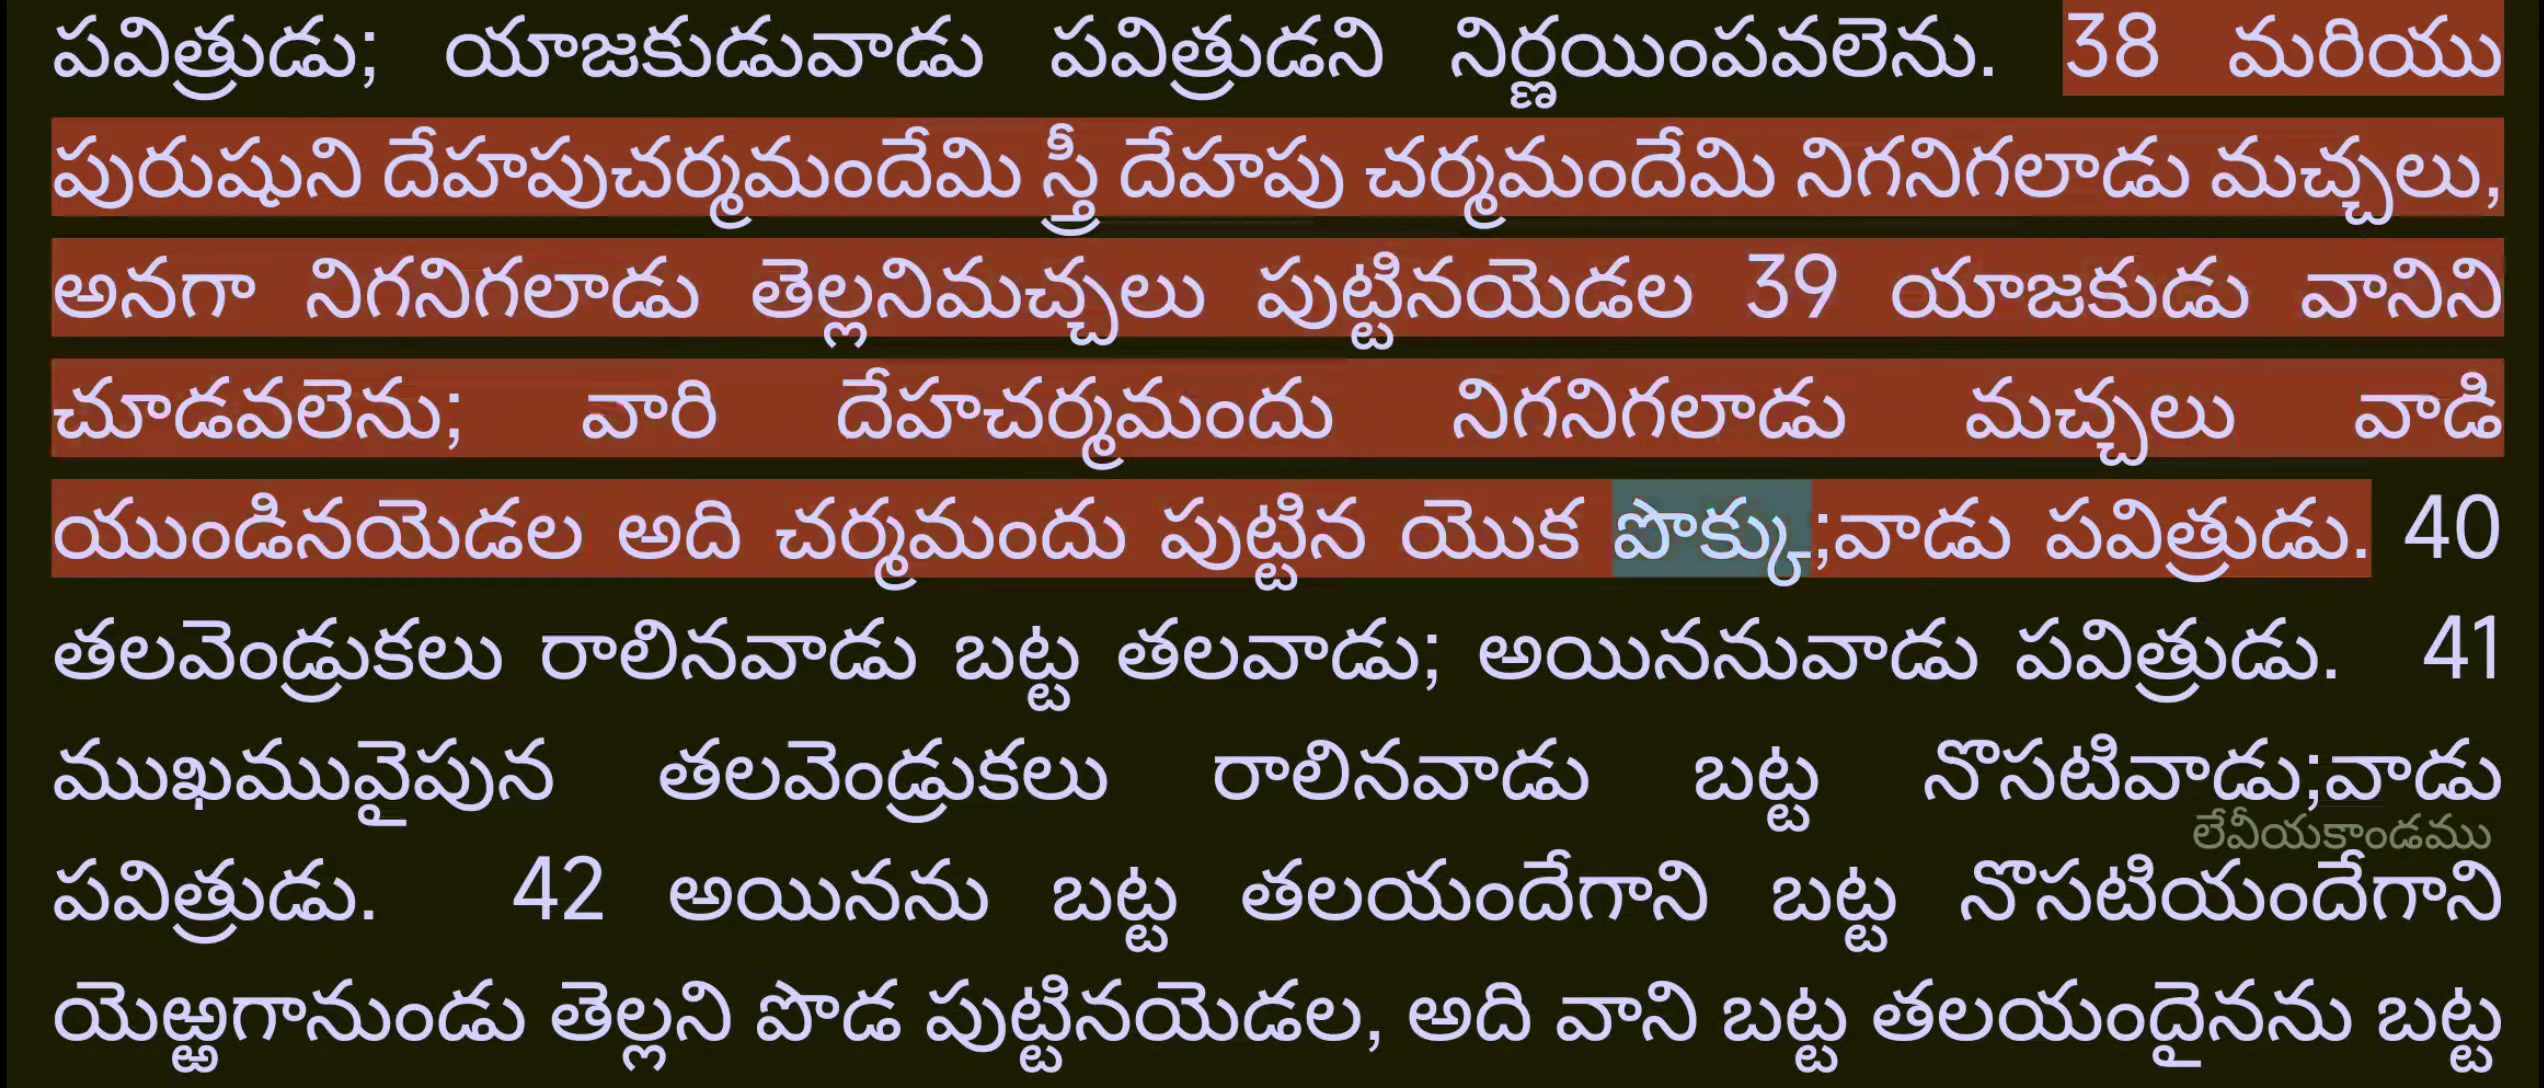 పవిత్రుడు; యాజకుడువాడు పవిత్రుడని నిర్ణయింపవలెను. 38 మరియు
పురుషుని దేహపుచర్మమందేమి స్త్రీ దేహపు చర్మమందేమి నిగనిగలాడు మచ్చలు,
అనగా నిగనిగలాడు తెల్లనిమచ్చలు పుట్టినయెడల 39 యాజకుడు వానిని
చూడవలెను; వారి దేహచర్మమందు నిగనిగలాడు మచ్చలు వాడి
యుండినయెడల అది చర్మమందు పుట్టిన యొక పొక్కు;వాడు పవిత్రుడు. 40
తలవెండ్రుకలు రాలినవాడు బట్ట తలవాడు; అయిననువాడు పవిత్రుడు. 41
ముఖమువైపున తలవెండ్రుకలు రాలినవాడు బట్ట నొసటివాడు;వాడు
లేవీయకాండము
పవిత్రుడు. 42 అయినను బట్ట తలయందేగాని బట్ట నొసటియందేగాని
యెఱ్ఱగానుండు తెల్లని పొడ పుట్టినయెడల, అది వాని బట్ట తలయందైనను బట్ట